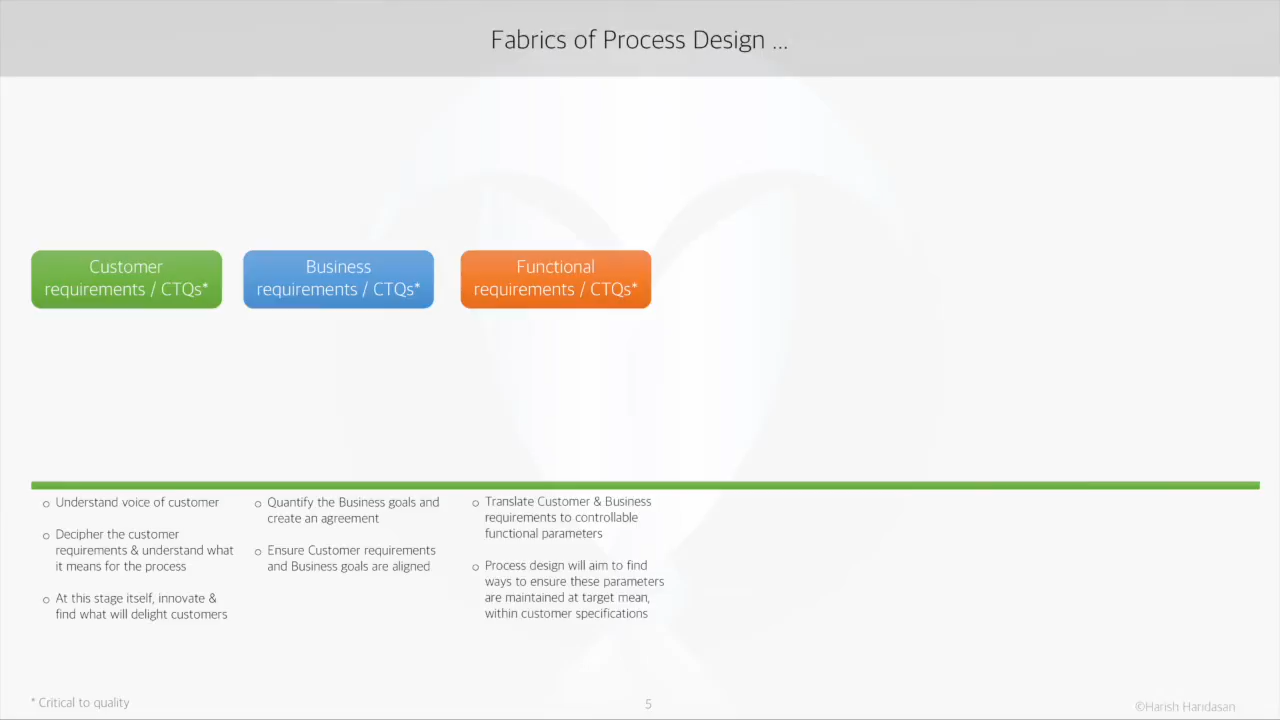 Fabrics of Process Design ...
Customer
requirements / CTQs*
Business
requirements / CTQs*
Functional
requirements / CTQs*
o Understand voice of customer
o Decipher the customer
requirements & understand what
it means for the process
o At this stage itself, innovate &
find what will delight customers
o Quantify the Business goals and
create an agreement
o Ensure Customer requirements
and Business goals are aligned
o Translate Customer & Business
requirements to controllable
functional parameters
o Process design will aim to find
ways to ensure these parameters
are maintained at target mean,
within customer specifications
* Critical to quality
5
©Harish Haridasan